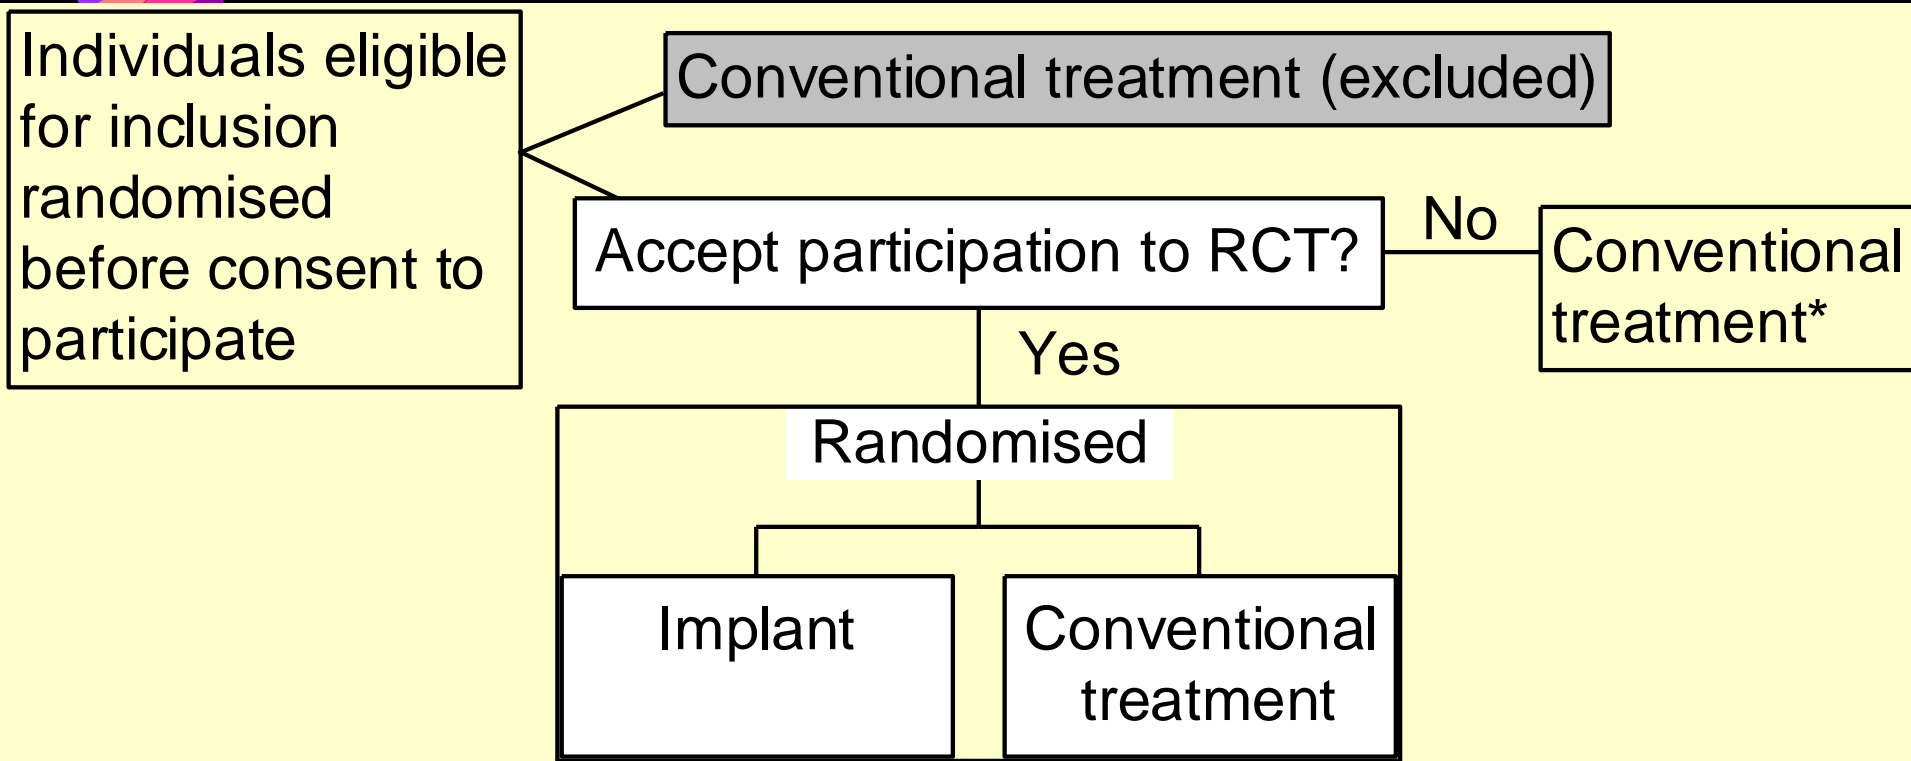 Individuals eligible
for inclusion
randomised
before consent to
participate
Conventional treatment (excluded)
Accept participation to RCT?
No
Conventional
treatment*
Yes
Randomised
Implant
Conventional
treatment